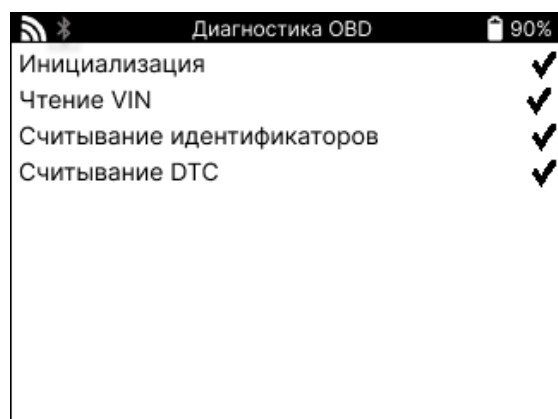 Диагностика OBD 90%
Инициализация
Чтение VIN
Считывание идентификаторов
Считывание DTC